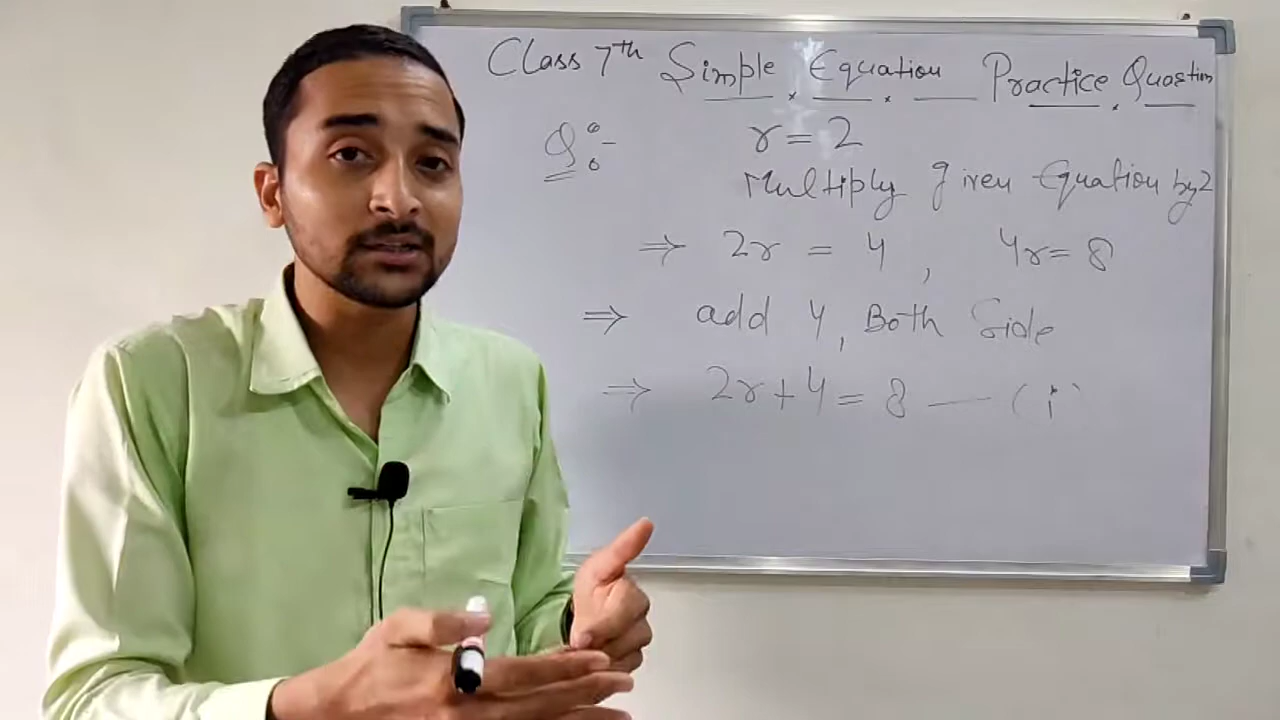 Class 7th Simple Equation Practice Question
Q:- r = 2
Multiply given Equation by 2
⇒ 2r = 4 , 4r = 8
⇒ add 4, Both Side
⇒ 2r + 4 = 8 — (i)